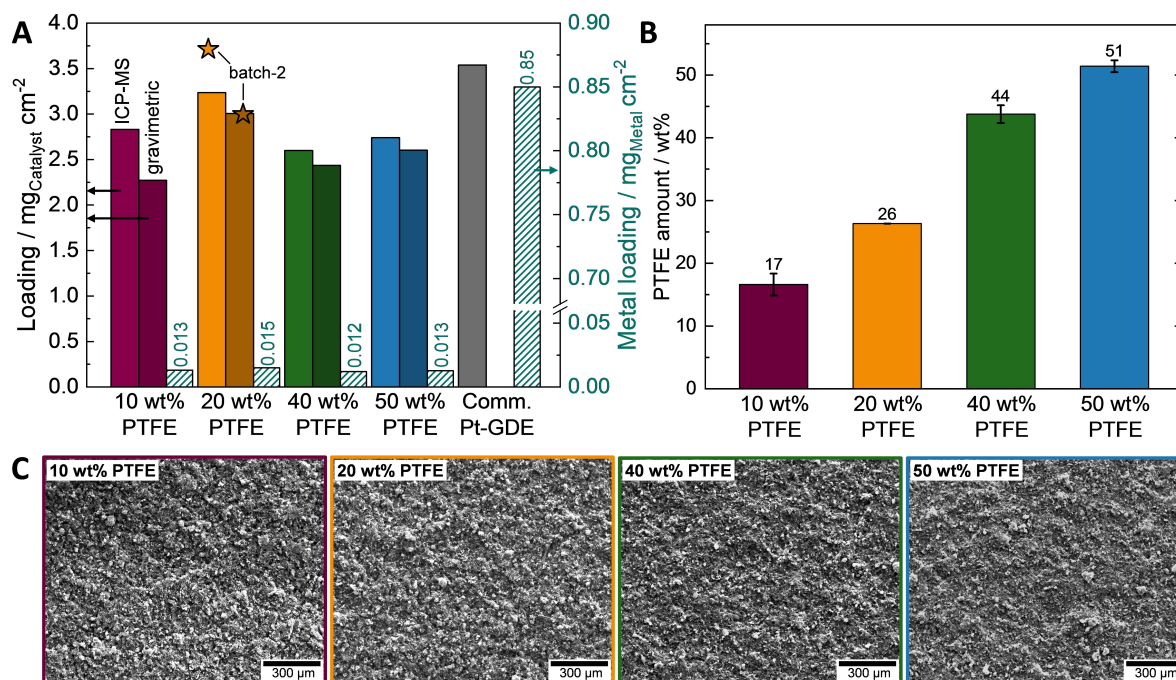 A
Loading / mg_Catalyst cm⁻²
4.0
3.5
3.0
2.5
2.0
1.5
1.0
0.5
0.0
ICP-MS
gravimetric
batch-2
0.013
0.015
0.012
0.013
0.85
0.90
0.85
0.80
0.75
0.70
0.05
0.00
Metal loading / mg_Metal cm⁻²
10 wt% 20 wt% 40 wt% 50 wt% Comm.
PTFE PTFE PTFE PTFE Pt-GDE
B
PTFE amount / wt%
50
40
30
20
10
0
17
26
44
51
10 wt% 20 wt% 40 wt% 50 wt%
PTFE PTFE PTFE PTFE
C
10 wt% PTFE
20 wt% PTFE
40 wt% PTFE
50 wt% PTFE
300 µm
300 µm
300 µm
300 µm